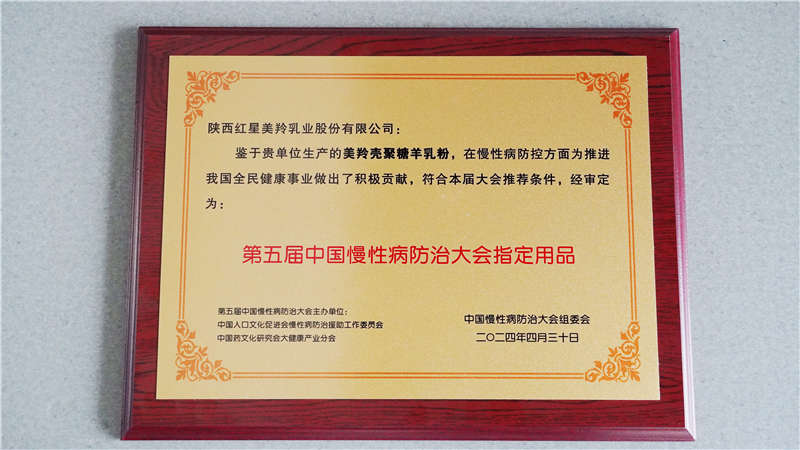 陕西红星美羚乳业股份有限公司：
鉴于贵单位生产的美羚壳聚糖羊乳粉，在慢性病防控方面为推进
我国全民健康事业做出了积极贡献，符合本届大会推荐条件，经审定
为：
第五届中国慢性病防治大会指定用品
第五届中国慢性病防治大会主办单位：
中国人口文化促进会慢性病防治援助工作委员会
中国药文化研究会大健康产业分会
中国慢性病防治大会组委会
二〇二四年四月三十日